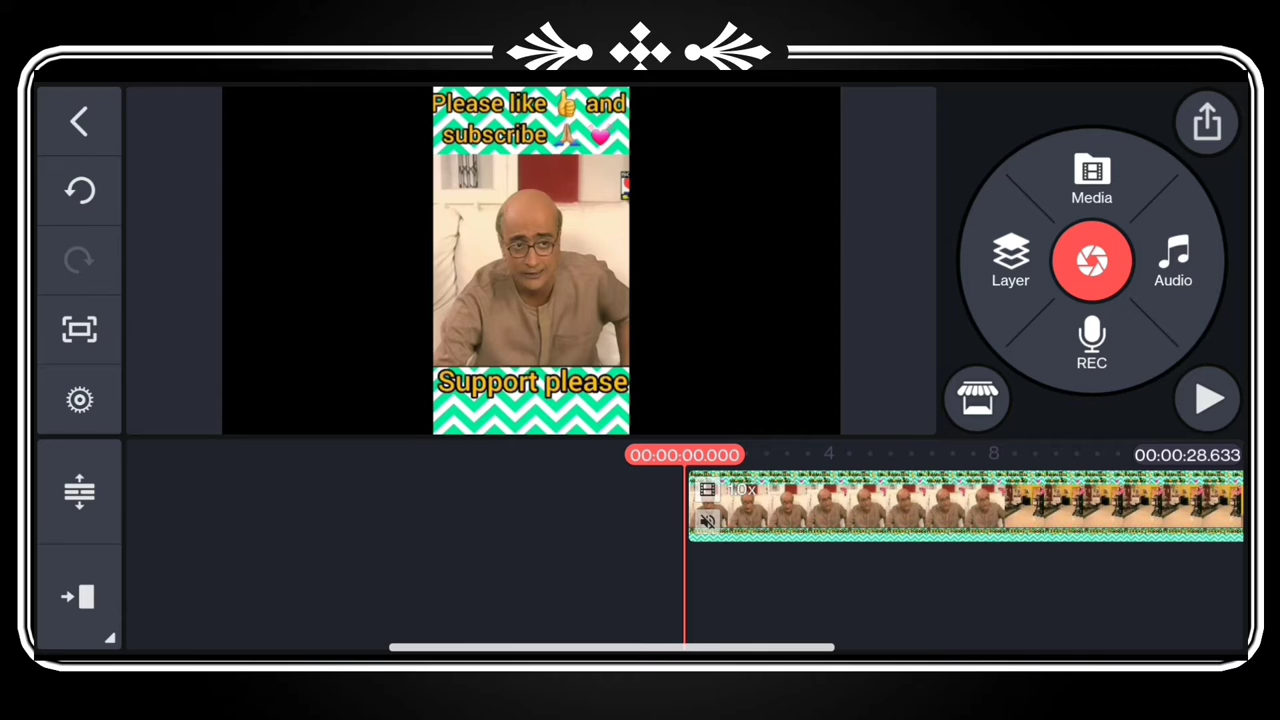 Please like 👍 and
subscribe 🙏 💗
Support please
Media
Layer
Audio
REC
00:00:00.000
4
8
00:00:28.633
1.0x